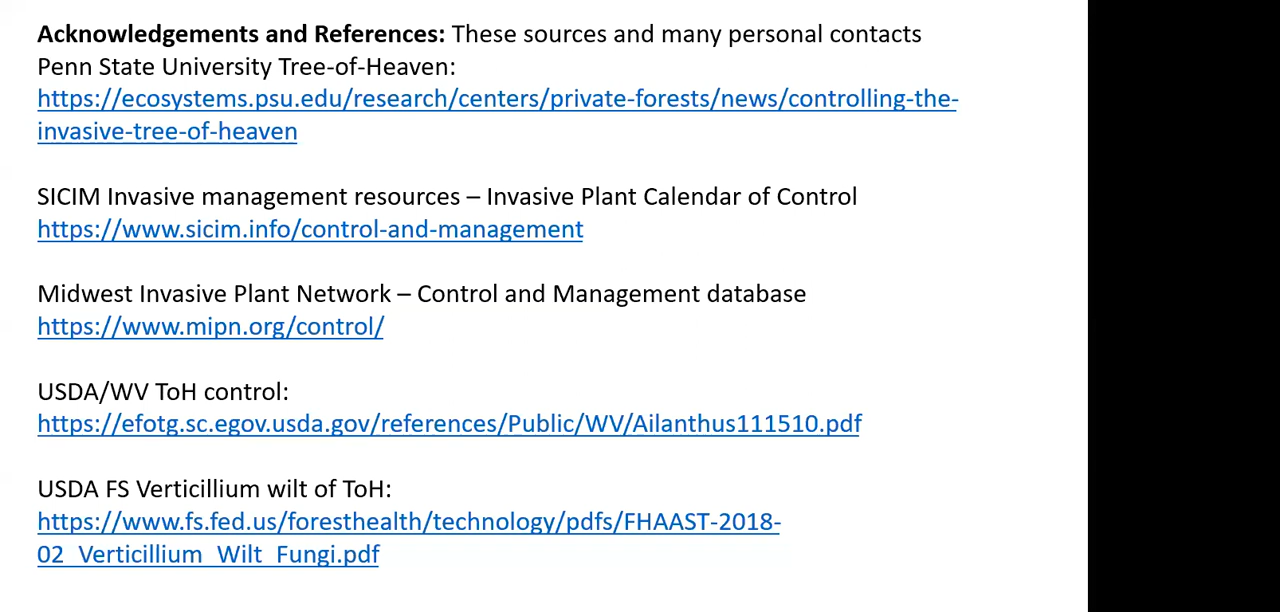 Acknowledgements and References: These sources and many personal contacts
Penn State University Tree-of-Heaven:
https://ecosystems.psu.edu/research/centers/private-forests/news/controlling-the-
invasive-tree-of-heaven
SICIM Invasive management resources – Invasive Plant Calendar of Control
https://www.sicim.info/control-and-management
Midwest Invasive Plant Network – Control and Management database
https://www.mipn.org/control/
USDA/WV ToH control:
https://efotg.sc.egov.usda.gov/references/Public/WV/Ailanthus111510.pdf
USDA FS Verticillium wilt of ToH:
https://www.fs.fed.us/foresthealth/technology/pdfs/FHAAST-2018-
02_Verticillium_Wilt_Fungi.pdf